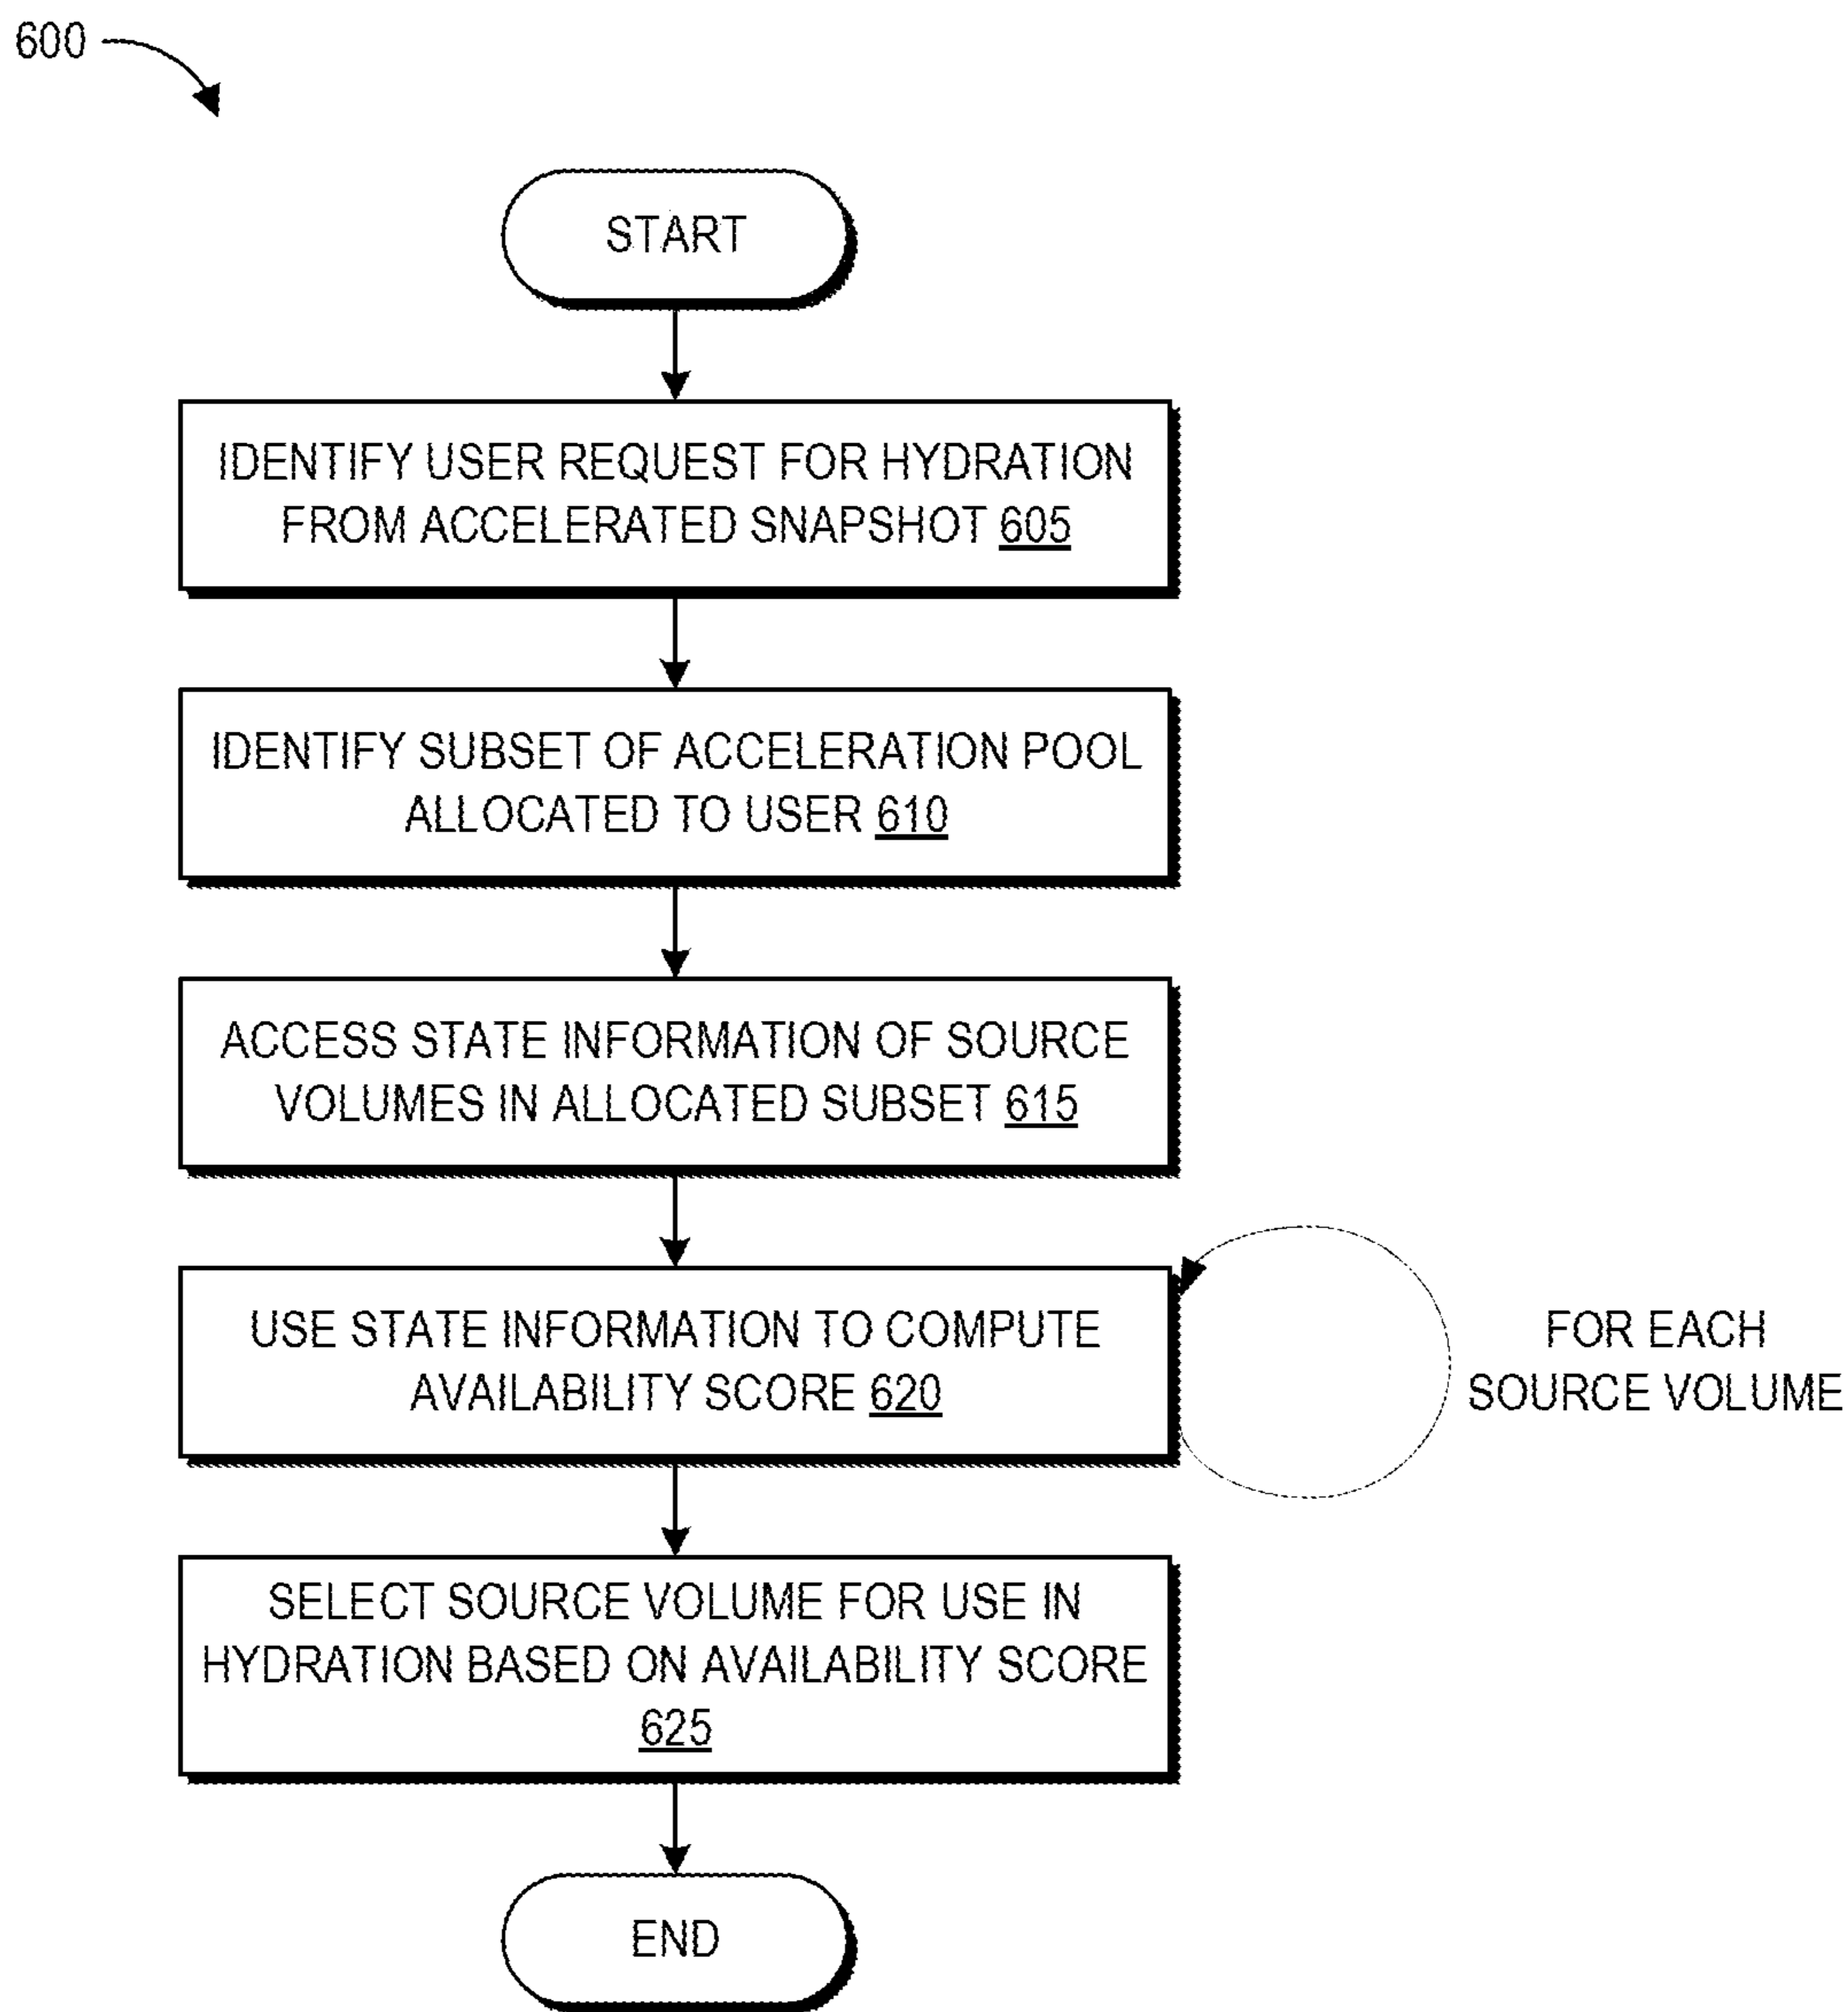 600
START
IDENTIFY USER REQUEST FOR HYDRATION
FROM ACCELERATED SNAPSHOT 605
IDENTIFY SUBSET OF ACCELERATION POOL
ALLOCATED TO USER 610
ACCESS STATE INFORMATION OF SOURCE
VOLUMES IN ALLOCATED SUBSET 615
USE STATE INFORMATION TO COMPUTE
AVAILABILITY SCORE 620
FOR EACH
SOURCE VOLUME
SELECT SOURCE VOLUME FOR USE IN
HYDRATION BASED ON AVAILABILITY SCORE
625
END